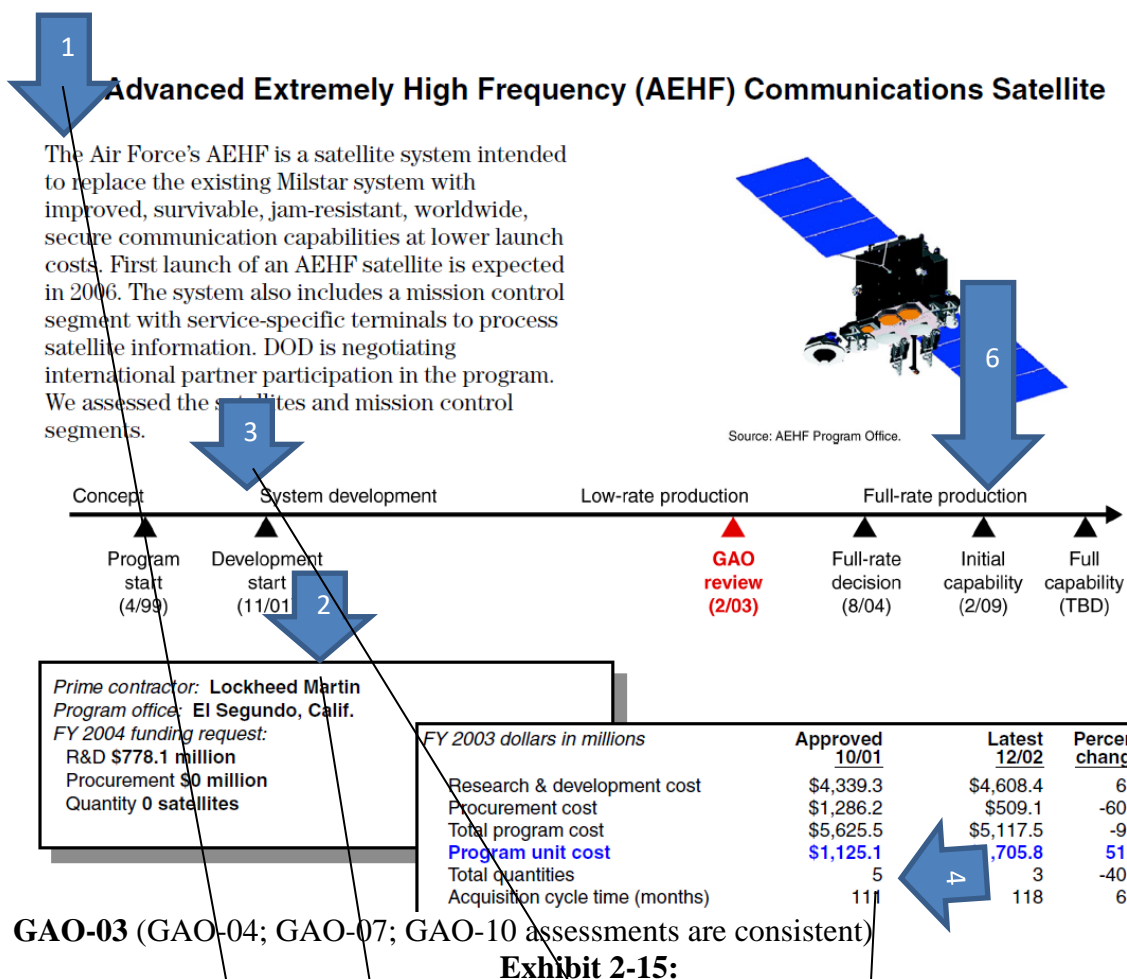 1
Advanced Extremely High Frequency (AEHF) Communications Satellite
The Air Force's AEHF is a satellite system intended
to replace the existing Milstar system with
improved, survivable, jam-resistant, worldwide,
secure communication capabilities at lower launch
costs. First launch of an AEHF satellite is expected
in 2006. The system also includes a mission control
segment with service-specific terminals to process
satellite information. DOD is negotiating
international partner participation in the program.
We assessed the satellites and mission control
segments.
6
Source: AEHF Program Office.
3
Concept System development Low-rate production Full-rate production
Program start (4/99)
Development start (11/01)
GAO review (2/03)
Full-rate decision (8/04)
Initial capability (2/09)
Full capability (TBD)
2
Prime contractor: Lockheed Martin
Program office: El Segundo, Calif.
FY 2004 funding request:
R&D $778.1 million
Procurement $0 million
Quantity 0 satellites
FY 2003 dollars in millions Approved 10/01 Latest 12/02
Research & development cost $4,339.3 $4,608.4 6
Procurement cost $1,286.2 $509.1 -60
Total program cost $5,625.5 $5,117.5 -9
Program unit cost $1,125.1 ,705.8 51
Total quantities 5 3 -40
Acquisition cycle time (months) 111 118 6
4
GAO-03 (GAO-04; GAO-07; GAO-10 assessments are consistent)
Exhibit 2-15: